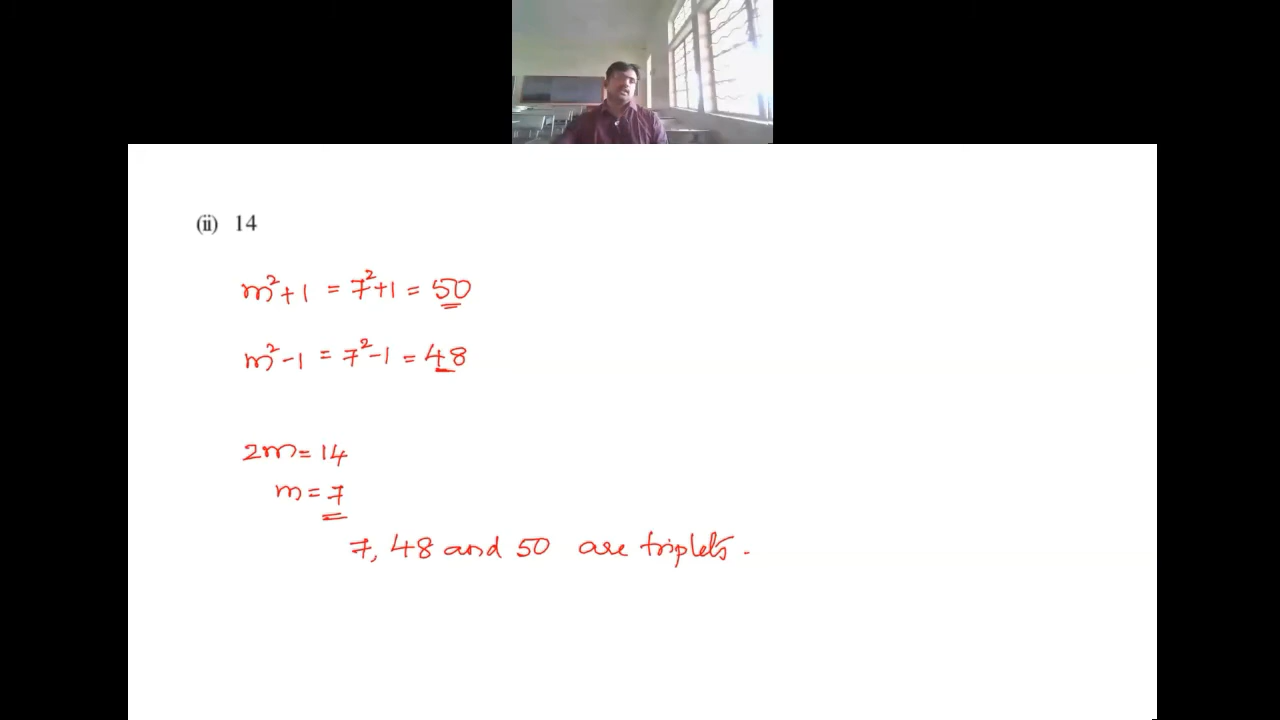 (ii) 14
m²+1 = 7²+1 = 50
m²-1 = 7²-1 = 48
2m = 14
m = 7
7, 48 and 50 are triplets.